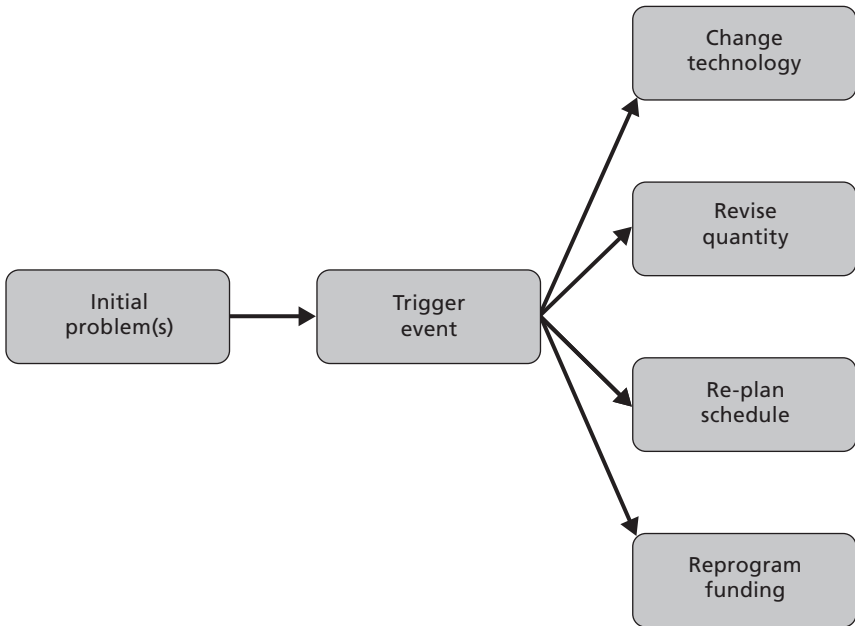 Change
technology
Revise
quantity
Initial
problem(s)
Trigger
event
Re-plan
schedule
Reprogram
funding